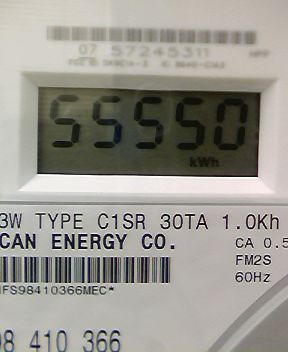 07 57245311
55550
kWh
3W TYPE C1SR 30TA 1.0Kh
CAN ENERGY CO. CA 0.5
FM2S
60Hz
IFS98410366MEC*
98 410 366